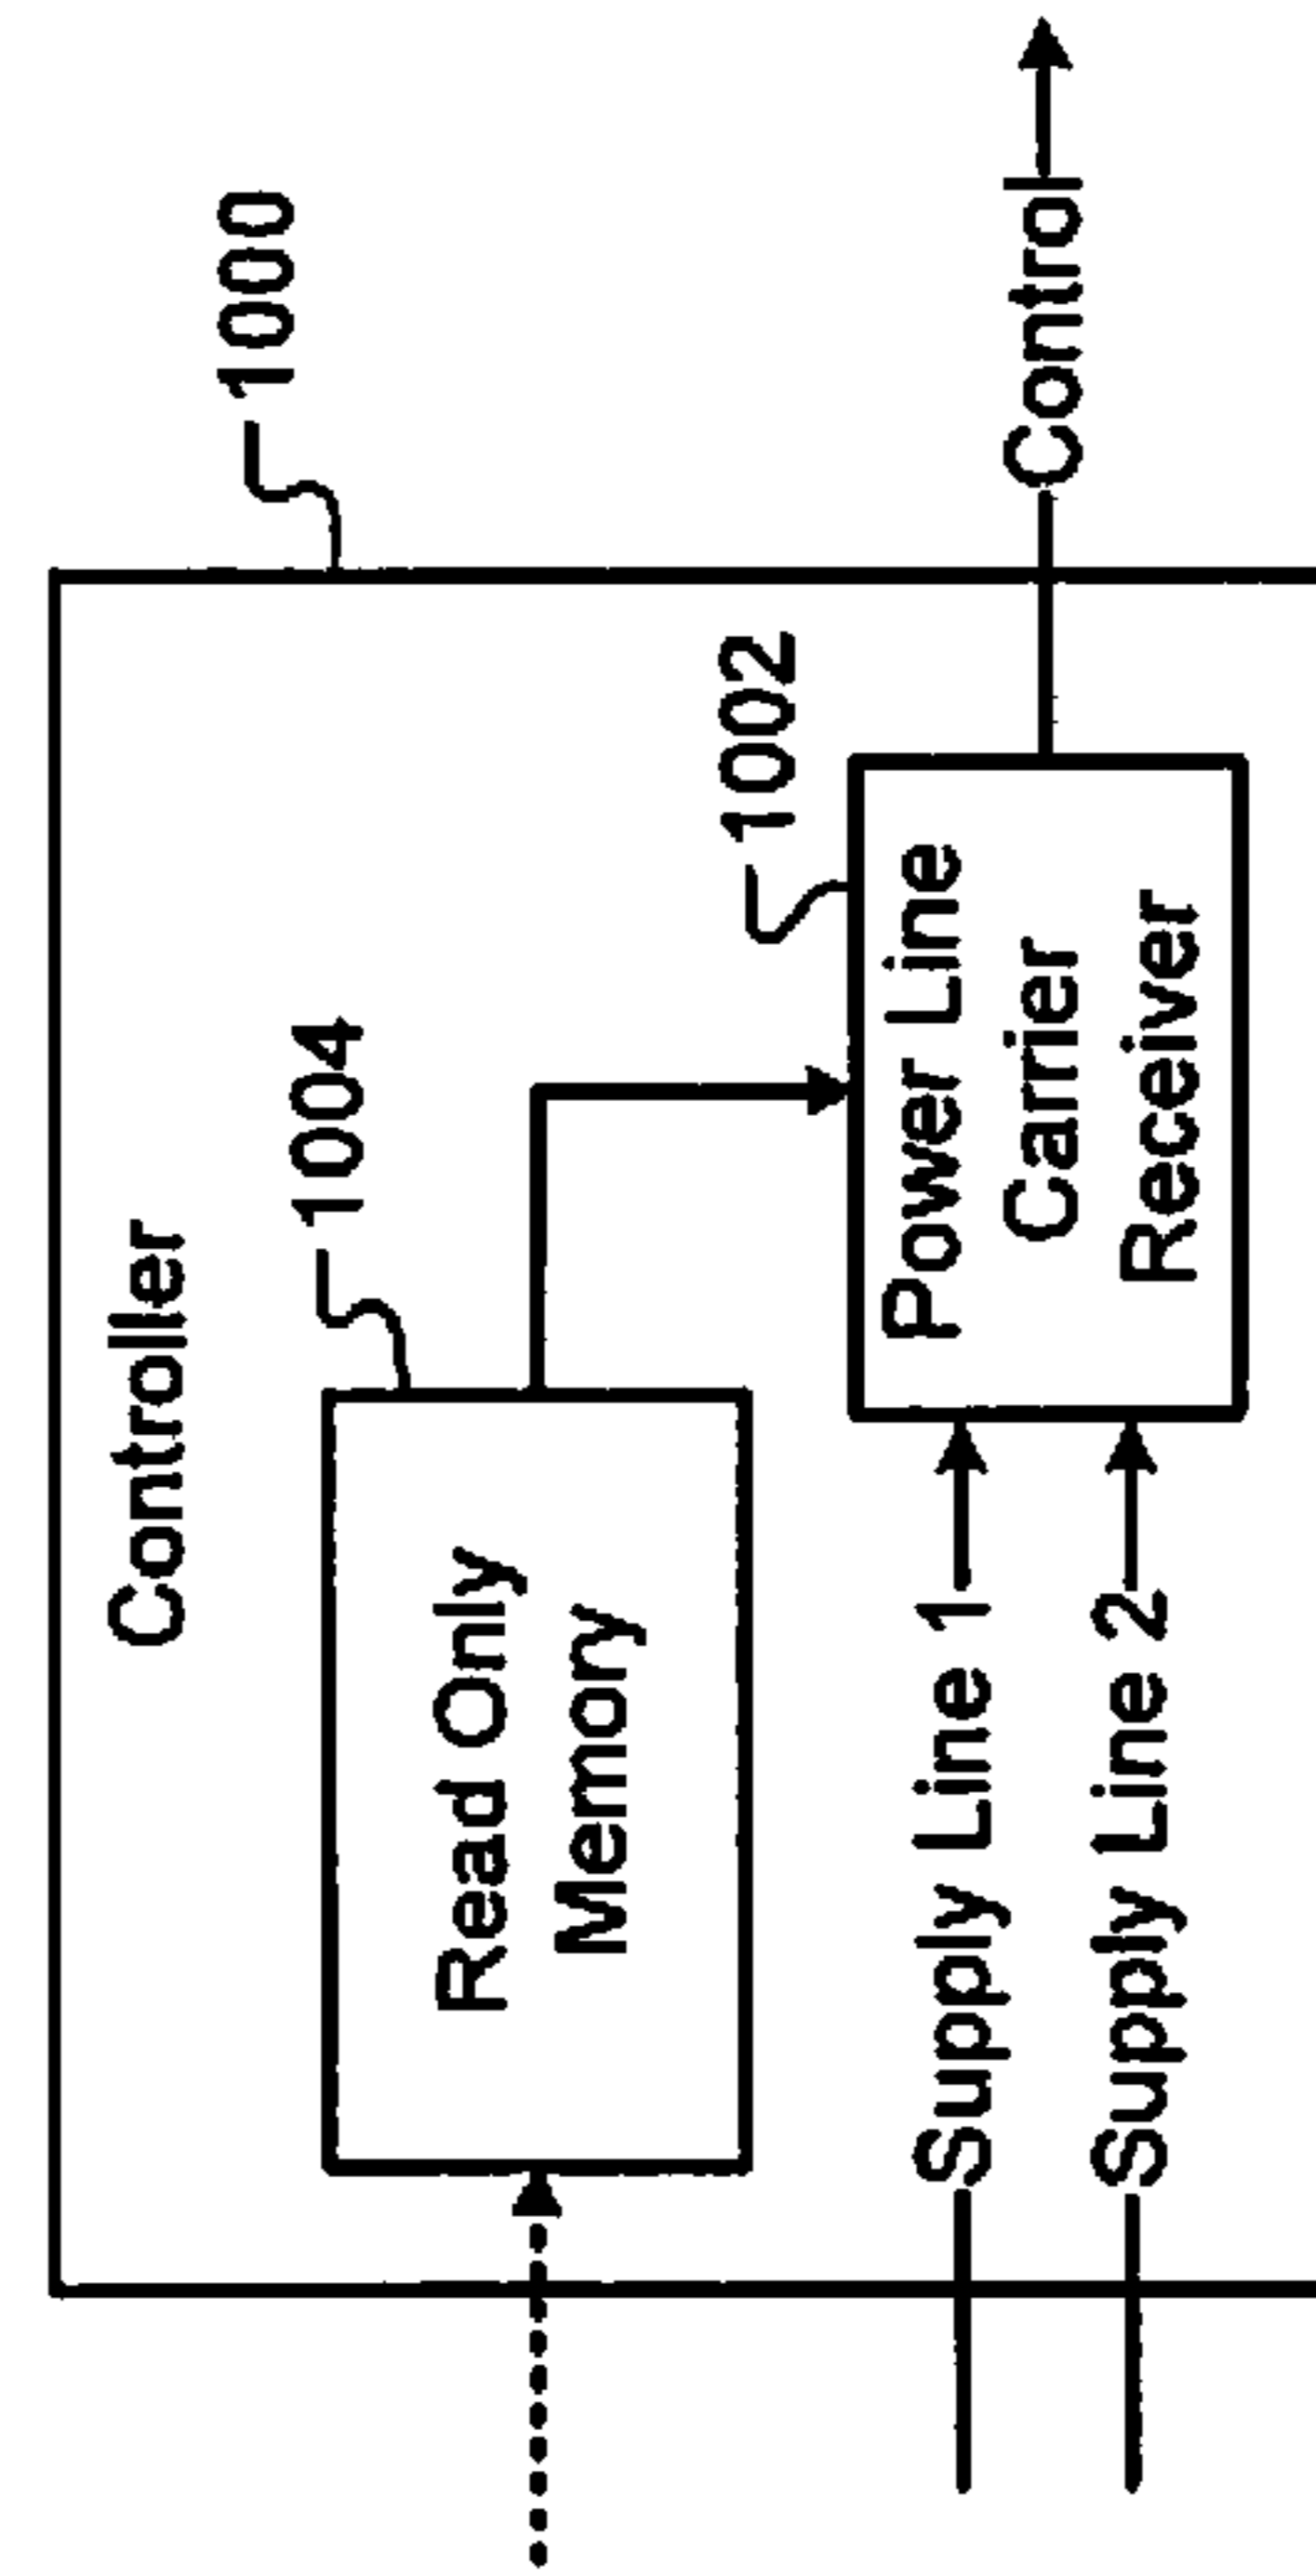 Controller
1000
1004
Read Only
Memory
1002
Supply Line 1
Supply Line 2
Power Line
Carrier
Receiver
Control